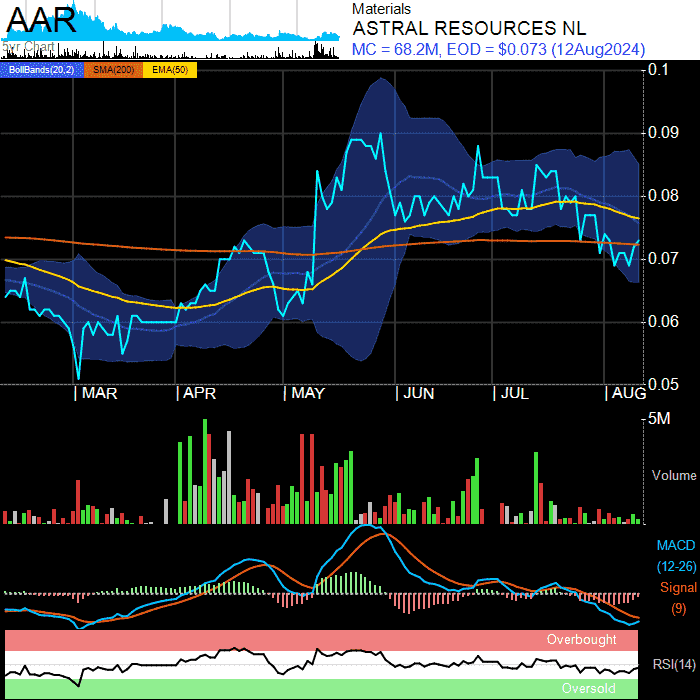 AAR
5yr Chart
Materials
ASTRAL RESOURCES NL
MC = 68.2M, EOD = $0.073 (12Aug2024)
BollBands(20,2) SMA(200) EMA(50)
0.1
0.09
0.08
0.07
0.06
0.05
MAR APR MAY JUN JUL AUG
5M
Volume
MACD
(12-26)
Signal
(9)
Overbought
RSI(14)
Oversold